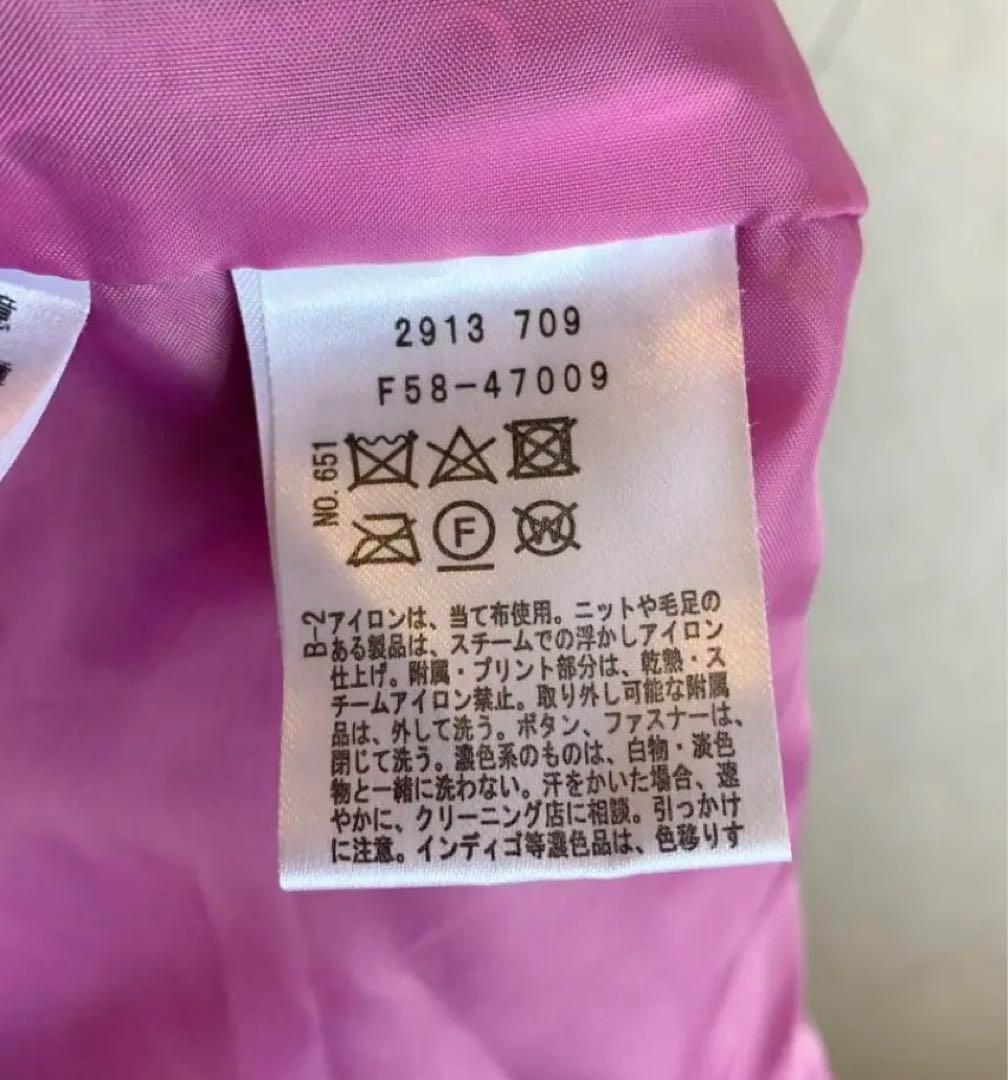 2913 709
F58-47009
NO. 651
F
W
B-2
アイロンは、当て布使用。ニットや毛足の
ある製品は、スチームでの浮かしアイロン
仕上げ。附属・プリント部分は、乾熱・ス
チームアイロン禁止。取り外し可能な附属
品は、外して洗う。ボタン、ファスナーは、
閉じて洗う。濃色系のものは、白物・淡色
物と一緒に洗わない。汗をかいた場合、速
やかに、クリーニング店に相談。引っかけ
に注意。インディゴ等濃色品は、色移りす